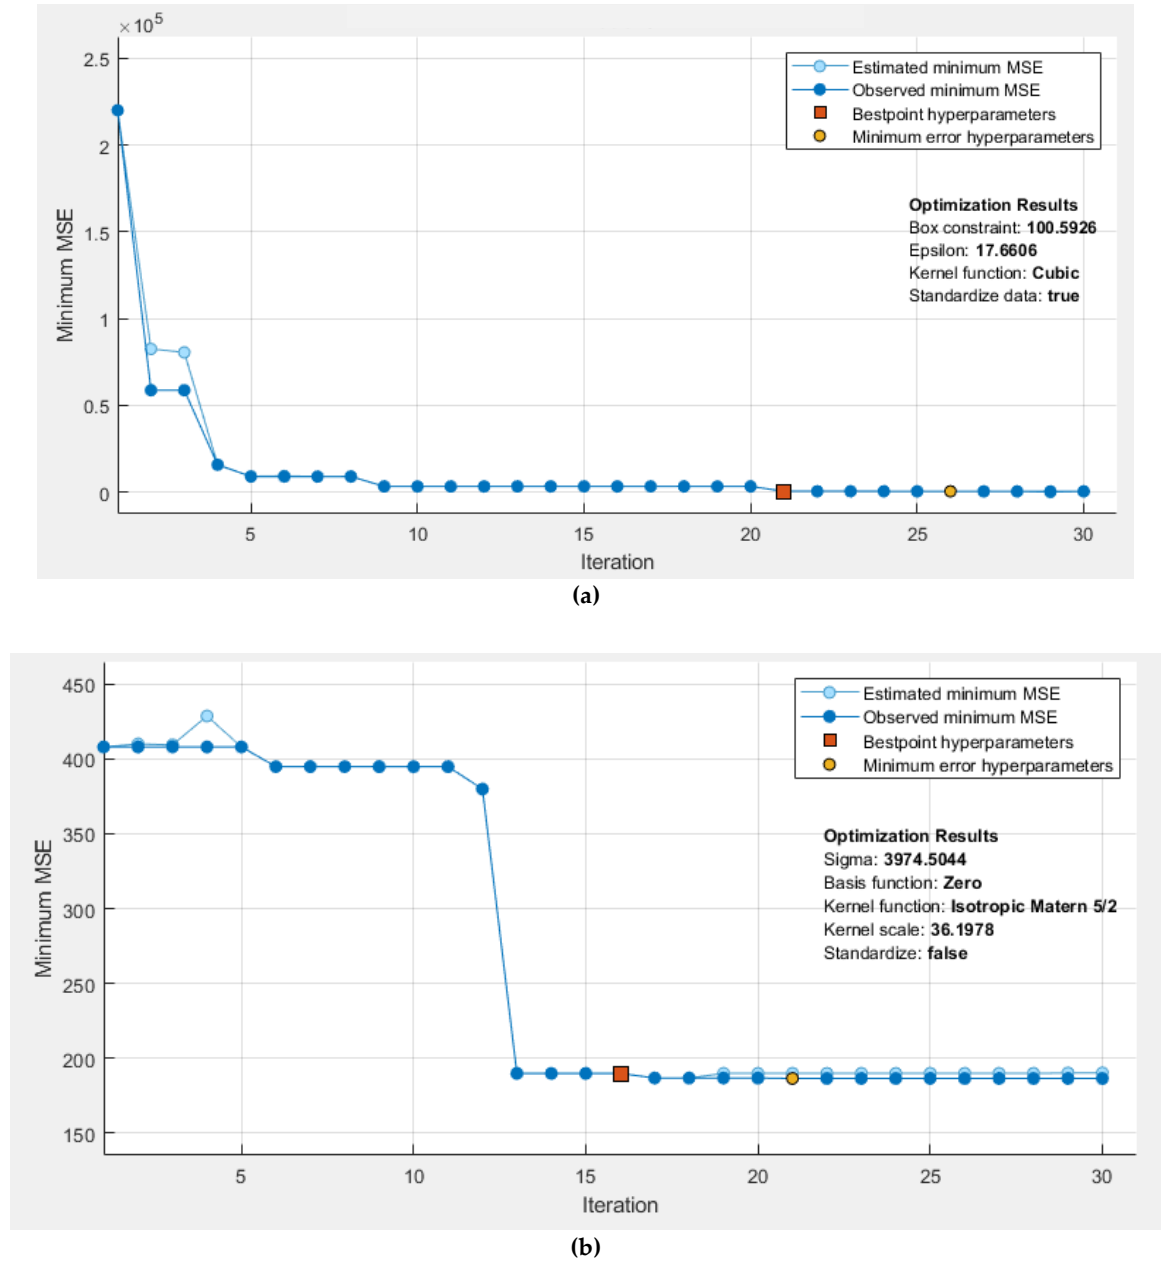 ×10⁵
2.5
2
1.5
1
0.5
0
Minimum MSE
5
10
15
20
25
30
Iteration
Estimated minimum MSE
Observed minimum MSE
Bestpoint hyperparameters
Minimum error hyperparameters
Optimization Results
Box constraint: 100.5926
Epsilon: 17.6606
Kernel function: Cubic
Standardize data: true
(a)
450
400
350
300
250
200
150
Minimum MSE
5
10
15
20
25
30
Iteration
Estimated minimum MSE
Observed minimum MSE
Bestpoint hyperparameters
Minimum error hyperparameters
Optimization Results
Sigma: 3974.5044
Basis function: Zero
Kernel function: Isotropic Matern 5/2
Kernel scale: 36.1978
Standardize: false
(b)